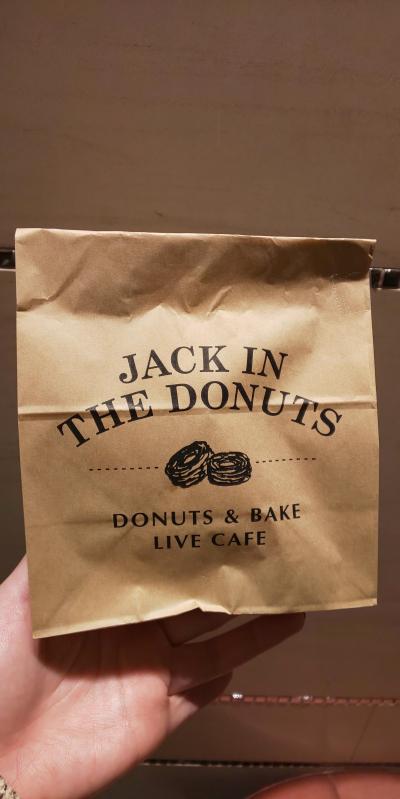 JACK IN
THE DONUTS
DONUTS & BAKE
LIVE CAFE